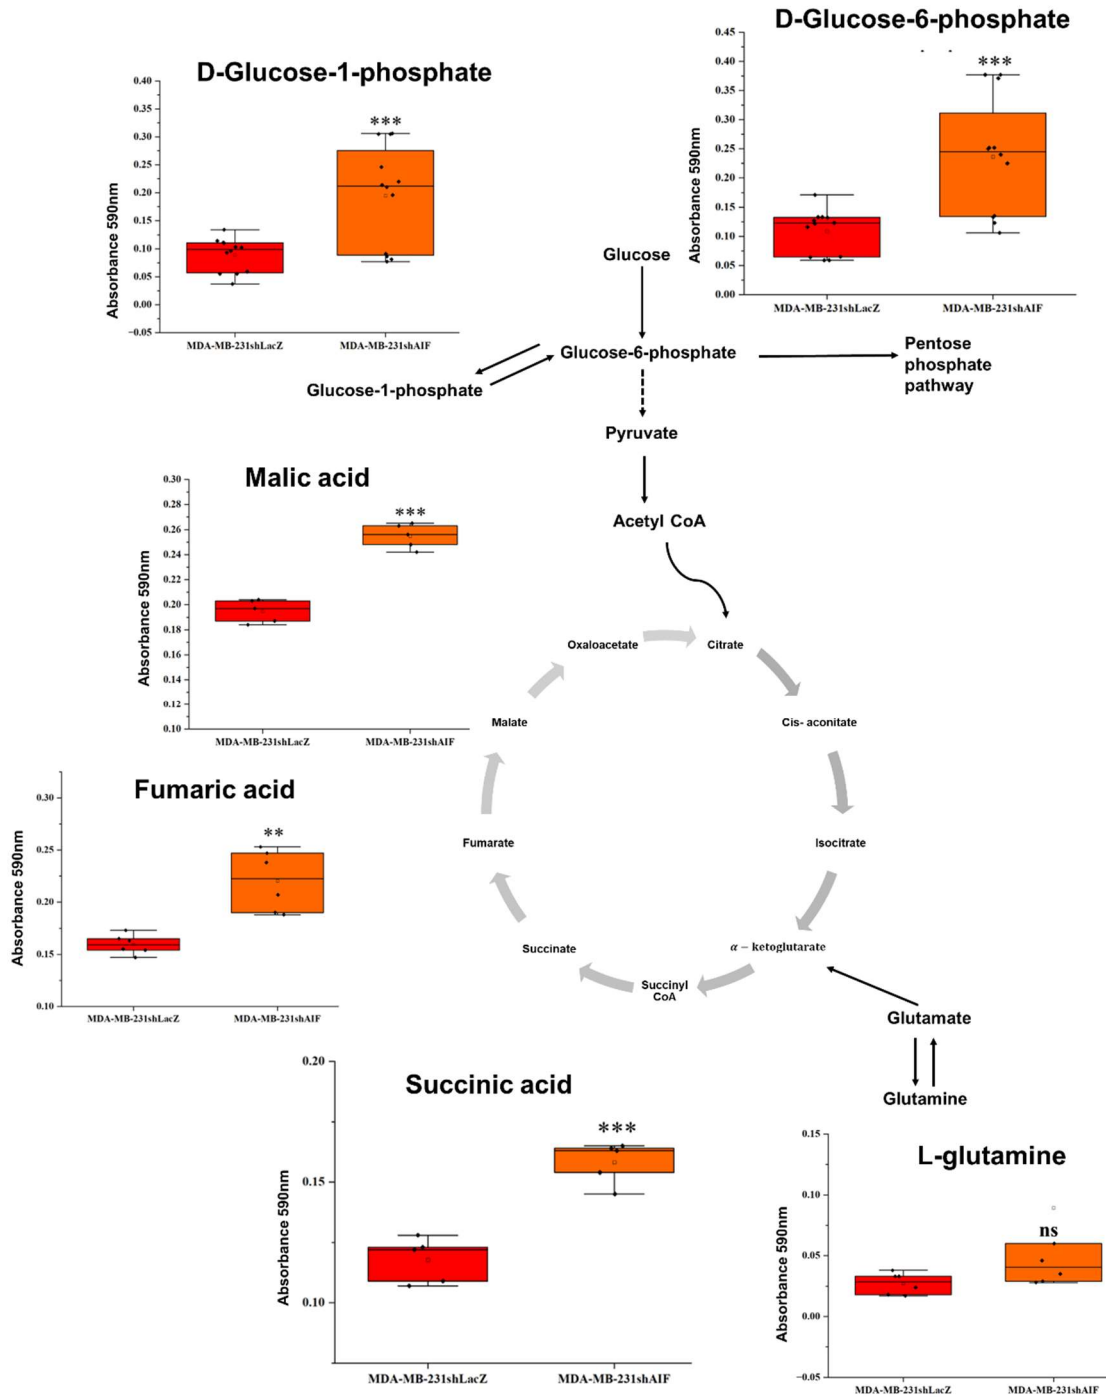 D-Glucose-6-phosphate
Absorbance 590nm
0.45
0.40
0.35
0.30
0.25
0.20
0.15
0.10
0.05
0.00
***
MDA-MB-231shLacZ
MDA-MB-231shAIF
D-Glucose-1-phosphate
Absorbance 590nm
0.40
0.35
0.30
0.25
0.20
0.15
0.10
0.05
0.00
−0.05
***
MDA-MB-231shLacZ
MDA-MB-231shAIF
Glucose
Glucose-6-phosphate
Pentose
phosphate
pathway
Glucose-1-phosphate
Pyruvate
Acetyl CoA
Malic acid
Absorbance 590nm
0.30
0.28
0.26
0.24
0.22
0.20
0.18
0.16
0.14
0.12
0.10
***
MDA-MB-231shLacZ
MDA-MB-231shAIF
Oxaloacetate
Citrate
Malate
Cis- aconitate
Fumarate
Isocitrate
Succinate
α − ketoglutarate
Succinyl
CoA
Fumaric acid
Absorbance 590nm
0.30
0.25
0.20
0.15
0.10
**
MDA-MB-231shLacZ
MDA-MB-231shAIF
Glutamate
Glutamine
Succinic acid
Absorbance 590nm
0.20
0.15
0.10
***
MDA-MB-231shLacZ
MDA-MB-231shAIF
L-glutamine
Absorbance 590nm
0.15
0.10
0.05
0.00
−0.05
ns
MDA-MB-231shLacZ
MDA-MB-231shAIF